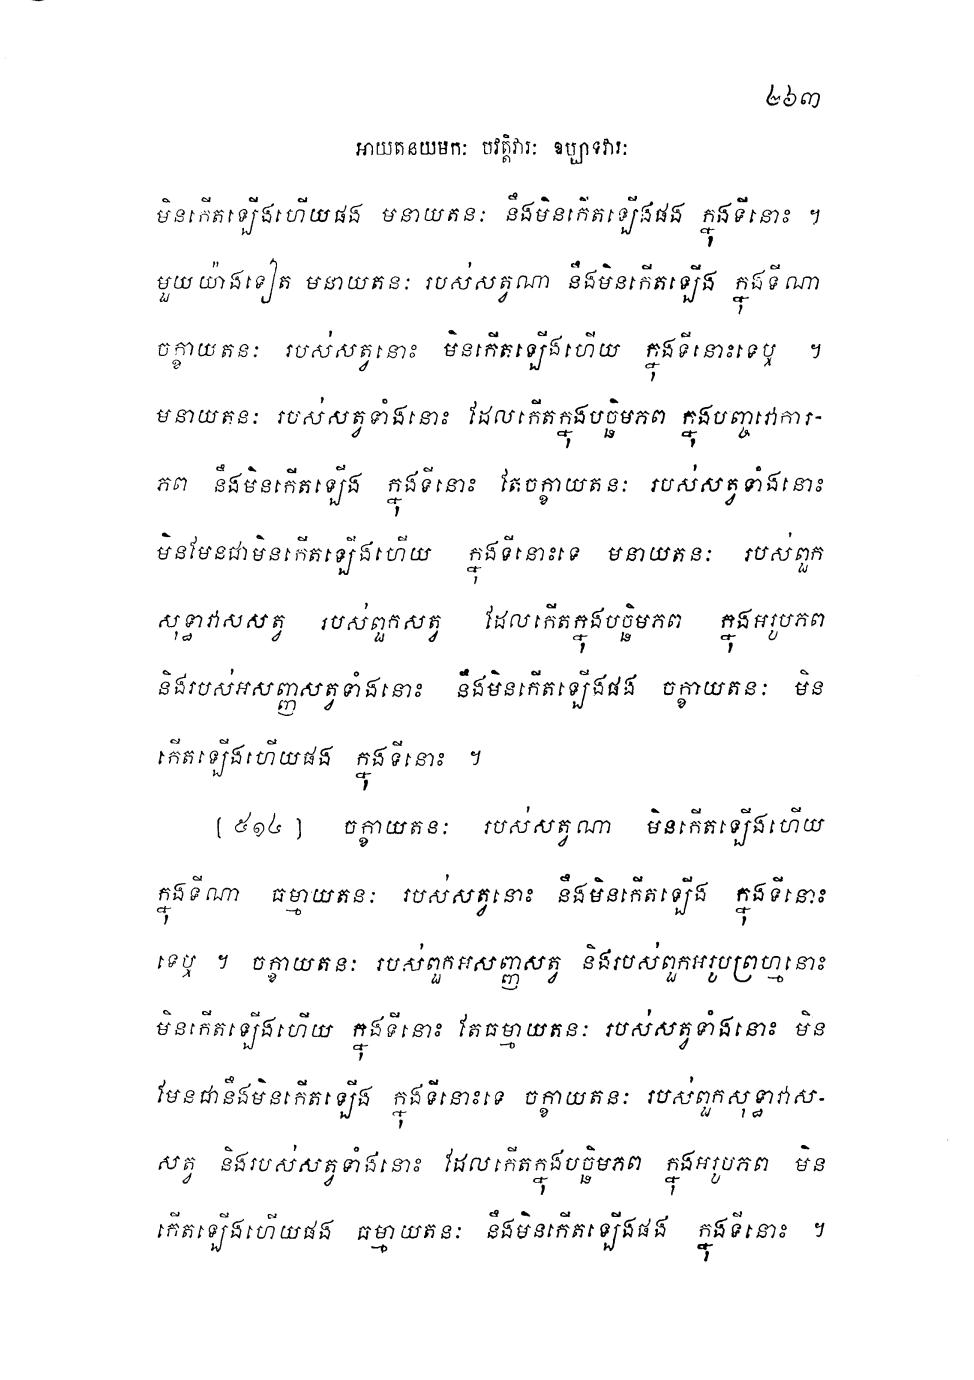 ២៦៣
អាយតនយមកៈ បវត្តិវារៈ ឧប្បាទវារៈ
មិនកើតឡើងហើយផង មនាយតនៈ នឹងមិនកើតឡើងផង ក្នុងទីនោះ ។
មួយយ៉ាងទៀត មនាយតនៈ របស់សត្វណា នឹងមិនកើតឡើង ក្នុងទីណា
ចក្ខាយតនៈ របស់សត្វនោះ មិនកើតឡើងហើយ ក្នុងទីនោះទេឬ ។
មនាយតនៈ របស់សត្វទាំងនោះ ដែលកើតក្នុងបច្ឆិមភព ក្នុងបញ្ចវោការ-
ភព នឹងមិនកើតឡើង ក្នុងទីនោះ តែចក្ខាយតនៈ របស់សត្វទាំងនោះ
មិនមែនជាមិនកើតឡើងហើយ ក្នុងទីនោះទេ មនាយតនៈ របស់ពួក
សុទ្ធាវាសសត្វ របស់ពួកសត្វ ដែលកើតក្នុងបច្ឆិមភព ក្នុងអរូបភព
និងរបស់អសញ្ញសត្វទាំងនោះ នឹងមិនកើតឡើងផង ចក្ខាយតនៈ មិន
កើតឡើងហើយផង ក្នុងទីនោះ ។
[ ៥១៤ ] ចក្ខាយតនៈ របស់សត្វណា មិនកើតឡើងហើយ
ក្នុងទីណា ធម្មាយតនៈ របស់សត្វនោះ នឹងមិនកើតឡើង ក្នុងទីនោះ
ទេឬ ។ ចក្ខាយតនៈ របស់ពួកអសញ្ញសត្វ និងរបស់ពួកអរូបព្រហ្មនោះ
មិនកើតឡើងហើយ ក្នុងទីនោះ តែធម្មាយតនៈ របស់សត្វទាំងនោះ មិន
មែនជានឹងមិនកើតឡើង ក្នុងទីនោះទេ ចក្ខាយតនៈ របស់ពួកសុទ្ធាវាស-
សត្វ និងរបស់សត្វទាំងនោះ ដែលកើតក្នុងបច្ឆិមភព ក្នុងអរូបភព មិន
កើតឡើងហើយផង ធម្មាយតនៈ នឹងមិនកើតឡើងផង ក្នុងទីនោះ ។